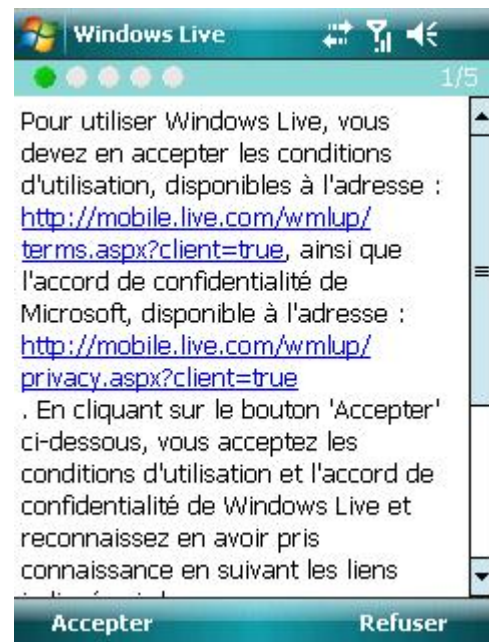 Windows Live
1/5
Pour utiliser Windows Live, vous
devez en accepter les conditions
d'utilisation, disponibles à l'adresse :
http://mobile.live.com/wmlup/
terms.aspx?client=true, ainsi que
l'accord de confidentialité de
Microsoft, disponible à l'adresse :
http://mobile.live.com/wmlup/
privacy.aspx?client=true
. En cliquant sur le bouton 'Accepter'
ci-dessous, vous acceptez les
conditions d'utilisation et l'accord de
confidentialité de Windows Live et
reconnaissez en avoir pris
connaissance en suivant les liens
Accepter Refuser